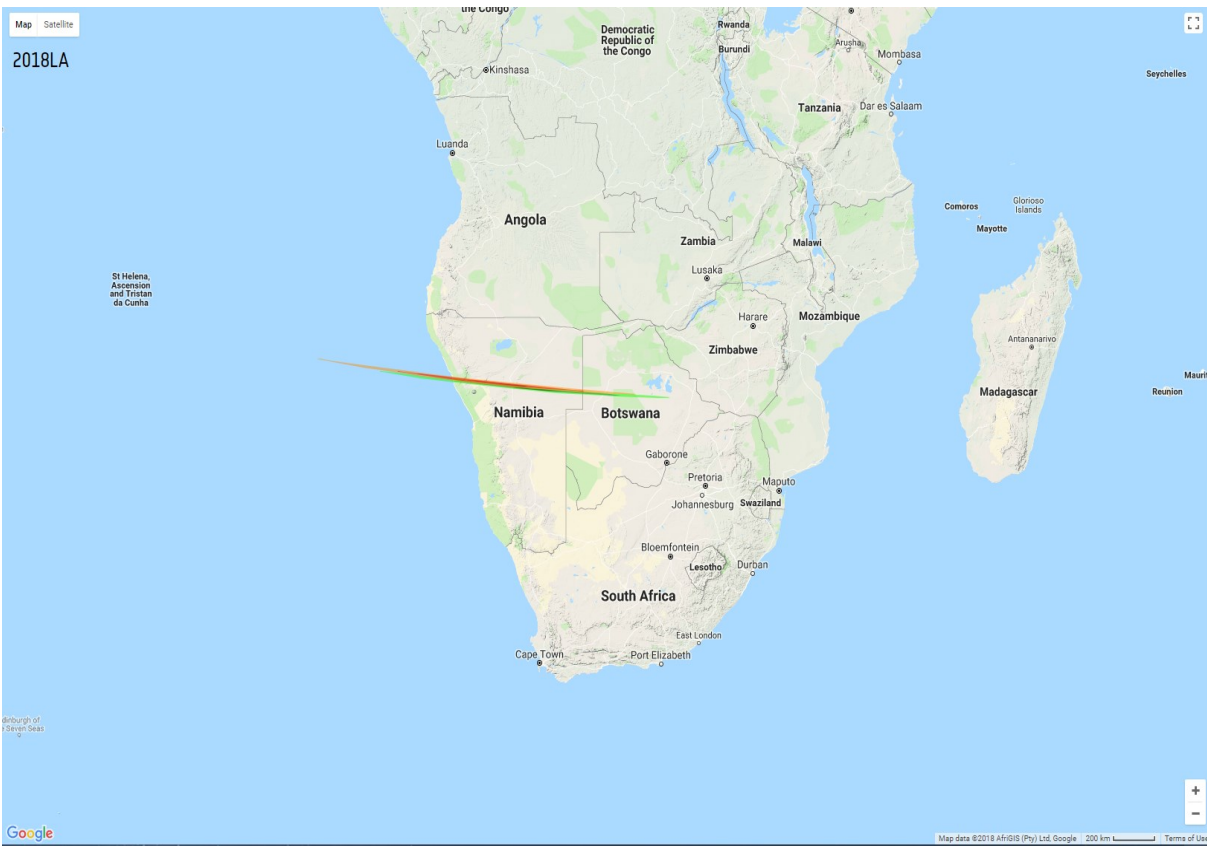 the Congo
Map Satellite
2018LA
Democratic
Republic of
the Congo
Rwanda
Burundi
Arusha
Mombasa
Kinshasa
Seychelles
Tanzania
Dar es Salaam
Luanda
Comoros
Glorioso
Islands
Mayotte
Angola
Zambia
Malawi
Lusaka
St Helena,
Ascension
and Tristan
da Cunha
Harare
Mozambique
Zimbabwe
Antananarivo
Maurit
Madagascar
Reunion
Namibia
Botswana
Gaborone
Pretoria
Maputo
Johannesburg
Swaziland
Bloemfontein
Lesotho
Durban
South Africa
East London
Cape Town
Port Elizabeth
dinburgh of
e Seven Seas
+
−
Google
Map data ©2018 AfriGIS (Pty) Ltd, Google 200 km Terms of Use